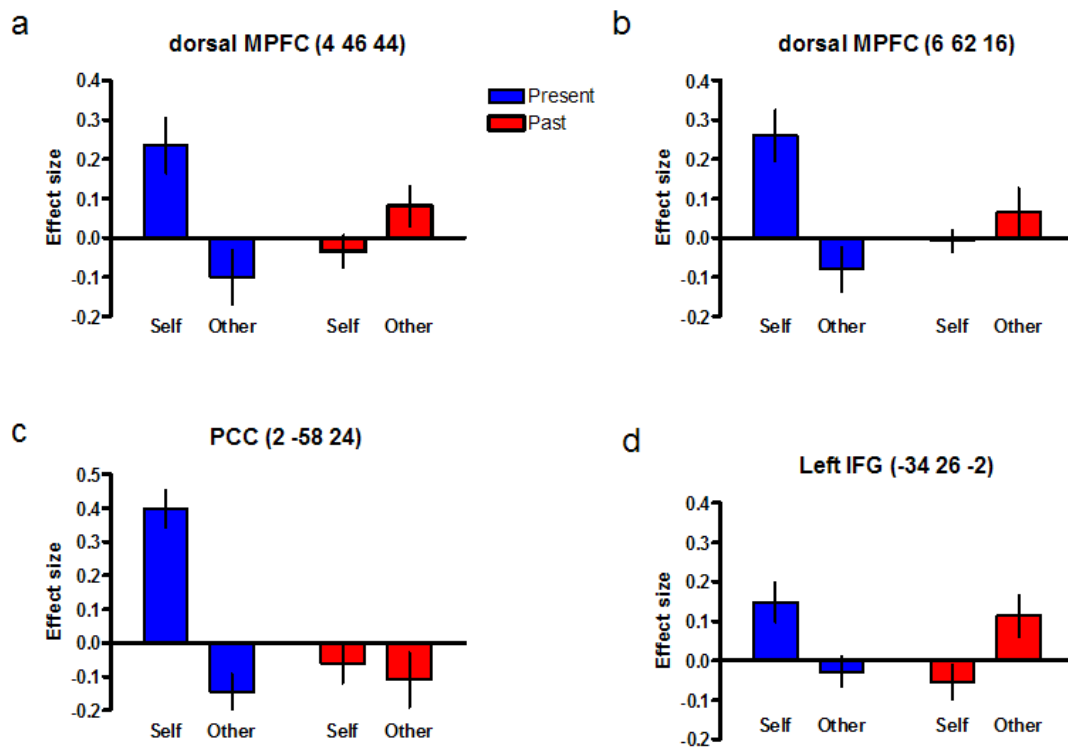 a
dorsal MPFC (4 46 44)
0.4
0.3
0.2
0.1
0.0
-0.1
-0.2
Effect size
Self Other Self Other
Present
Past
b
dorsal MPFC (6 62 16)
0.4
0.3
0.2
0.1
0.0
-0.1
-0.2
Effect size
Self Other Self Other
c
PCC (2 -58 24)
0.5
0.4
0.3
0.2
0.1
0.0
-0.1
-0.2
Effect size
Self Other Self Other
d
Left IFG (-34 26 -2)
0.4
0.3
0.2
0.1
0.0
-0.1
-0.2
Effect size
Self Other Self Other